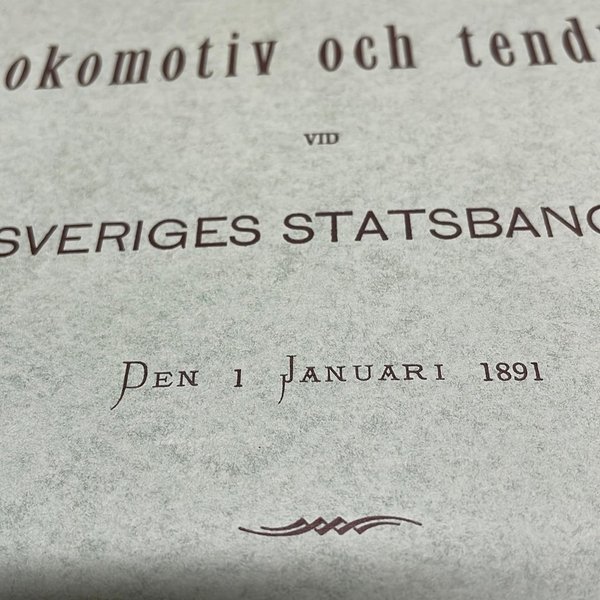 okomotiv och tend
VID
SVERIGES STATSBAN
DEN 1 JANUARI 1891